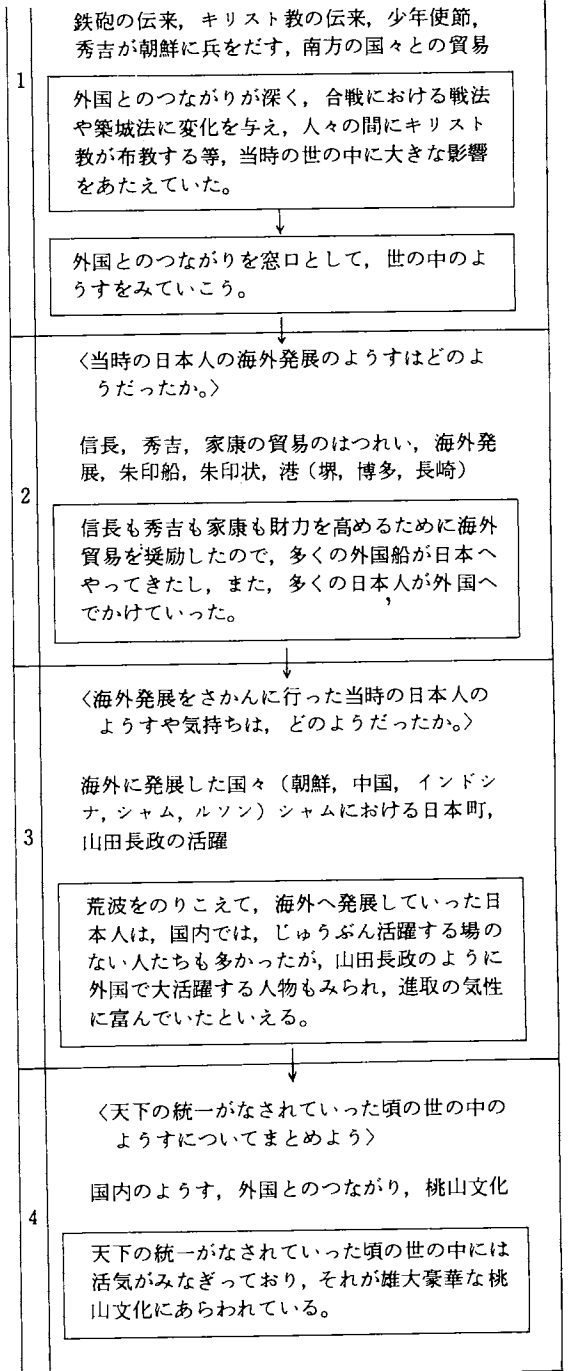 鉄砲の伝来，キリスト教の伝来，少年使節，
秀吉が朝鮮に兵をだす，南方の国々との貿易
1
外国とのつながりが深く，合戦における戦法
や築城法に変化を与え，人々の間にキリスト
教が布教する等，当時の世の中に大きな影響
をあたえていた。
外国とのつながりを窓口として，世の中のよ
うすをみていこう。
〈当時の日本人の海外発展のようすはどのよ
うだったか。〉
信長，秀吉，家康の貿易のはつれい，海外発
展，朱印船，朱印状，港（堺，博多，長崎）
2
信長も秀吉も家康も財力を高めるために海外
貿易を奨励したので，多くの外国船が日本へ
やってきたし，また，多くの日本人が外国へ
でかけていった。
〈海外発展をさかんに行った当時の日本人の
ようすや気持ちは，どのようだったか。〉
海外に発展した国々（朝鮮，中国，インドシ
ナ，シャム，ルソン）シャムにおける日本町，
山田長政の活躍
3
荒波をのりこえて，海外へ発展していった日
本人は，国内では，じゅうぶん活躍する場の
ない人たちも多かったが，山田長政のように
外国で大活躍する人物もみられ，進取の気性
に富んでいたといえる。
〈天下の統一がなされていった頃の世の中の
ようすについてまとめよう〉
国内のようす，外国とのつながり，桃山文化
4
天下の統一がなされていった頃の世の中には
活気がみなぎっており，それが雄大豪華な桃
山文化にあらわれている。